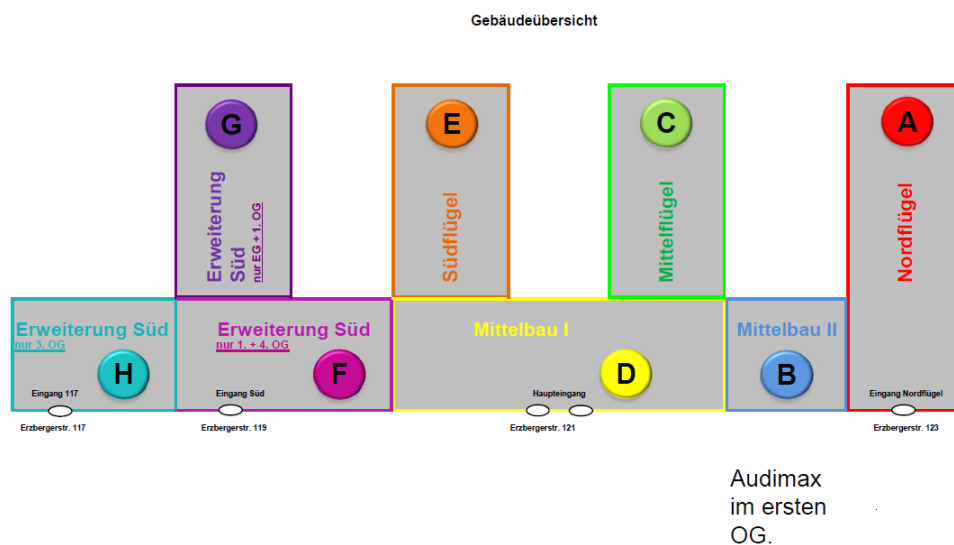 Gebäudeübersicht
G
E
C
A
Erweiterung
Süd
nur EG + 1. OG
Südflügel
Mittelflügel
Nordflügel
Erweiterung Süd
nur 3. OG
Erweiterung Süd
nur 1. + 4. OG
Mittelbau I
Mittelbau II
H
F
D
B
Eingang 117
Eingang Süd
Haupteingang
Eingang Nordflügel
Erzbergerstr. 117
Erzbergerstr. 119
Erzbergerstr. 121
Erzbergerstr. 123
Audimax
im ersten
OG.